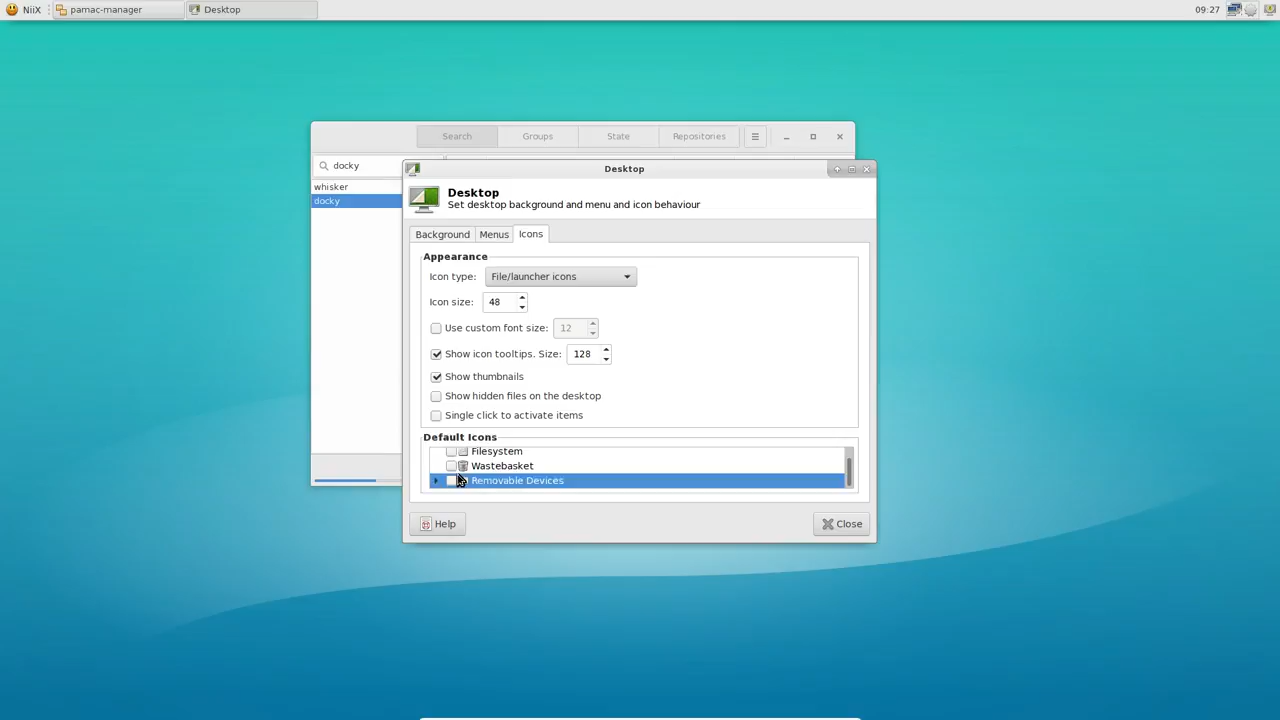 NiiX
pamac-manager
Desktop
09:27
Search
Groups
State
Repositories
docky
whisker
docky
Desktop
Desktop
Set desktop background and menu and icon behaviour
Background
Menus
Icons
Appearance
Icon type:
File/launcher icons
Icon size:
48
Use custom font size:
12
Show icon tooltips. Size:
128
Show thumbnails
Show hidden files on the desktop
Single click to activate items
Default Icons
Filesystem
Wastebasket
Removable Devices
Help
Close